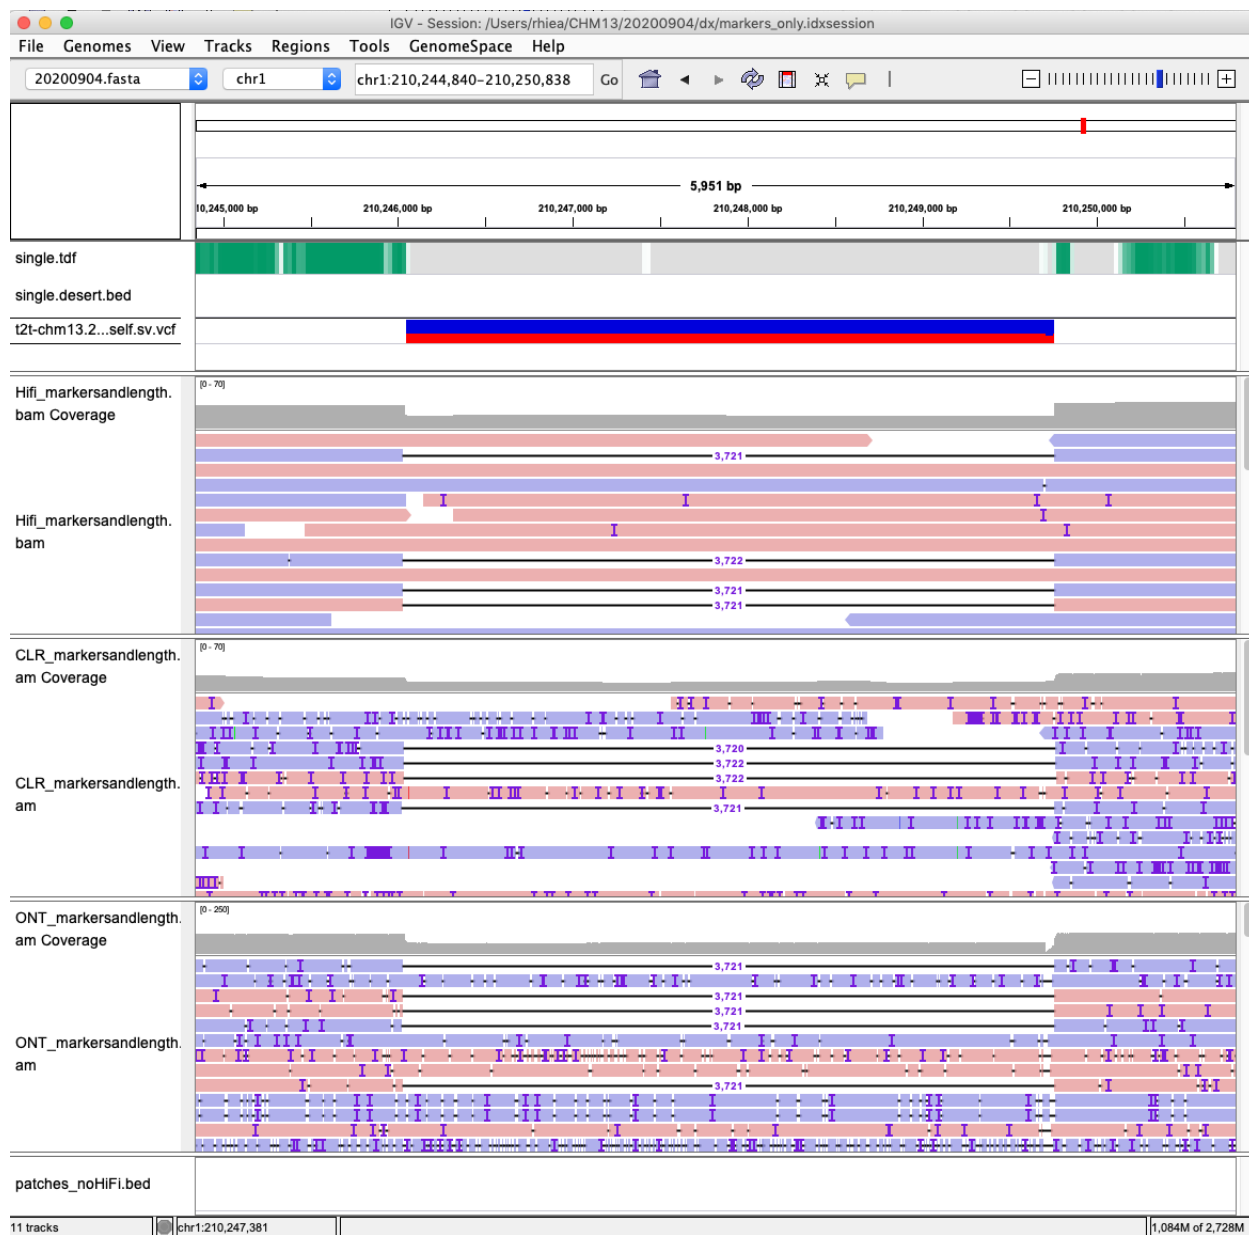 IGV - Session: /Users/rhiea/CHM13/20200904/dx/markers_only.idxsession
File Genomes View Tracks Regions Tools GenomeSpace Help
20200904.fasta chr1 chr1:210,244,840-210,250,838 Go
5,951 bp
10,245,000 bp 210,246,000 bp 210,247,000 bp 210,248,000 bp 210,249,000 bp 210,250,000 bp
single.tdf
single.desert.bed
t2t-chm13.2...self.sv.vcf
[0 - 70]
Hifi_markersandlength.
bam Coverage
3,721
Hifi_markersandlength.
bam
3,722
3,721
3,721
[0 - 70]
CLR_markersandlength.
am Coverage
3,720
3,722
3,722
CLR_markersandlength.
am
3,721
[0 - 250]
ONT_markersandlength.
am Coverage
3,721
3,721
3,721
3,721
ONT_markersandlength.
am
3,721
patches_noHiFi.bed
11 tracks chr1:210,247,381 1,084M of 2,728M